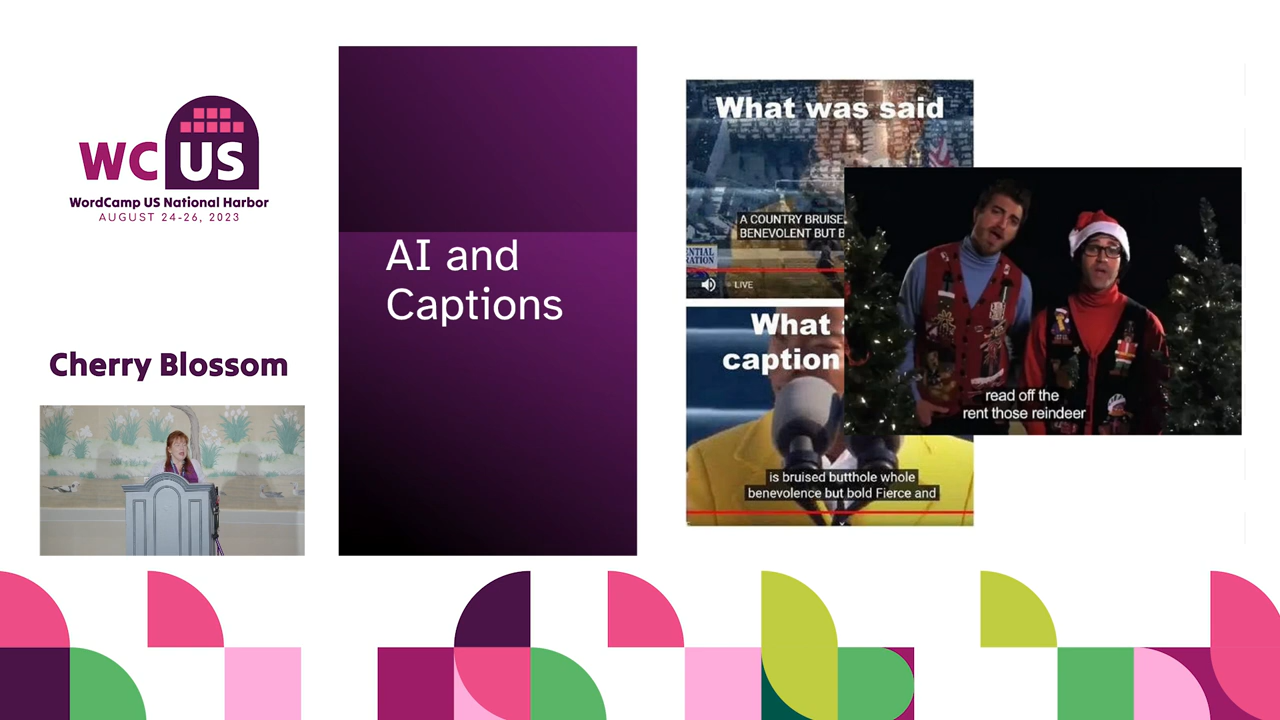 WC US
WordCamp US National Harbor
AUGUST 24-26, 2023
Cherry Blossom
AI and
Captions
What was said
A COUNTRY BRUISE
BENEVOLENT BUT B
LIVE
What
caption
is bruised butthole whole
benevolence but bold Fierce and
read off the
rent those reindeer